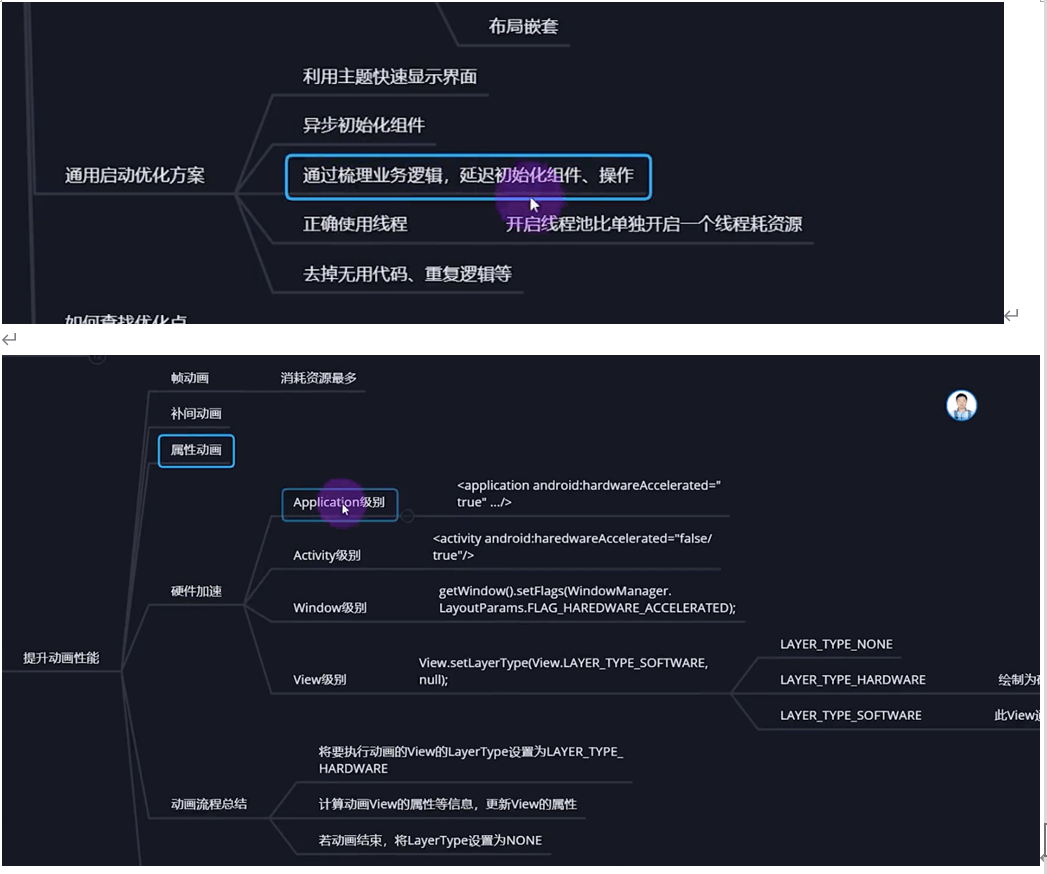 布局嵌套
利用主题快速显示界面
异步初始化组件
通用启动优化方案
通过梳理业务逻辑，延迟初始化组件、操作
正确使用线程
开启线程池比单独开启一个线程耗资源
去掉无用代码、重复逻辑等
如何查找优化点
帧动画
消耗资源最多
补间动画
属性动画
Application级别
<application android:hardwareAccelerated="
true" .../>
Activity级别
<activity android:haredwareAccelerated="false/
true"/>
硬件加速
Window级别
getWindow().setFlags(WindowManager.
LayoutParams.FLAG_HAREDWARE_ACCELERATED);
提升动画性能
View级别
View.setLayerType(View.LAYER_TYPE_SOFTWARE,
null);
LAYER_TYPE_NONE
LAYER_TYPE_HARDWARE
绘制为
LAYER_TYPE_SOFTWARE
此View
动画流程总结
将要执行动画的View的LayerType设置为LAYER_TYPE_
HARDWARE
计算动画View的属性等信息，更新View的属性
若动画结束，将LayerType设置为NONE